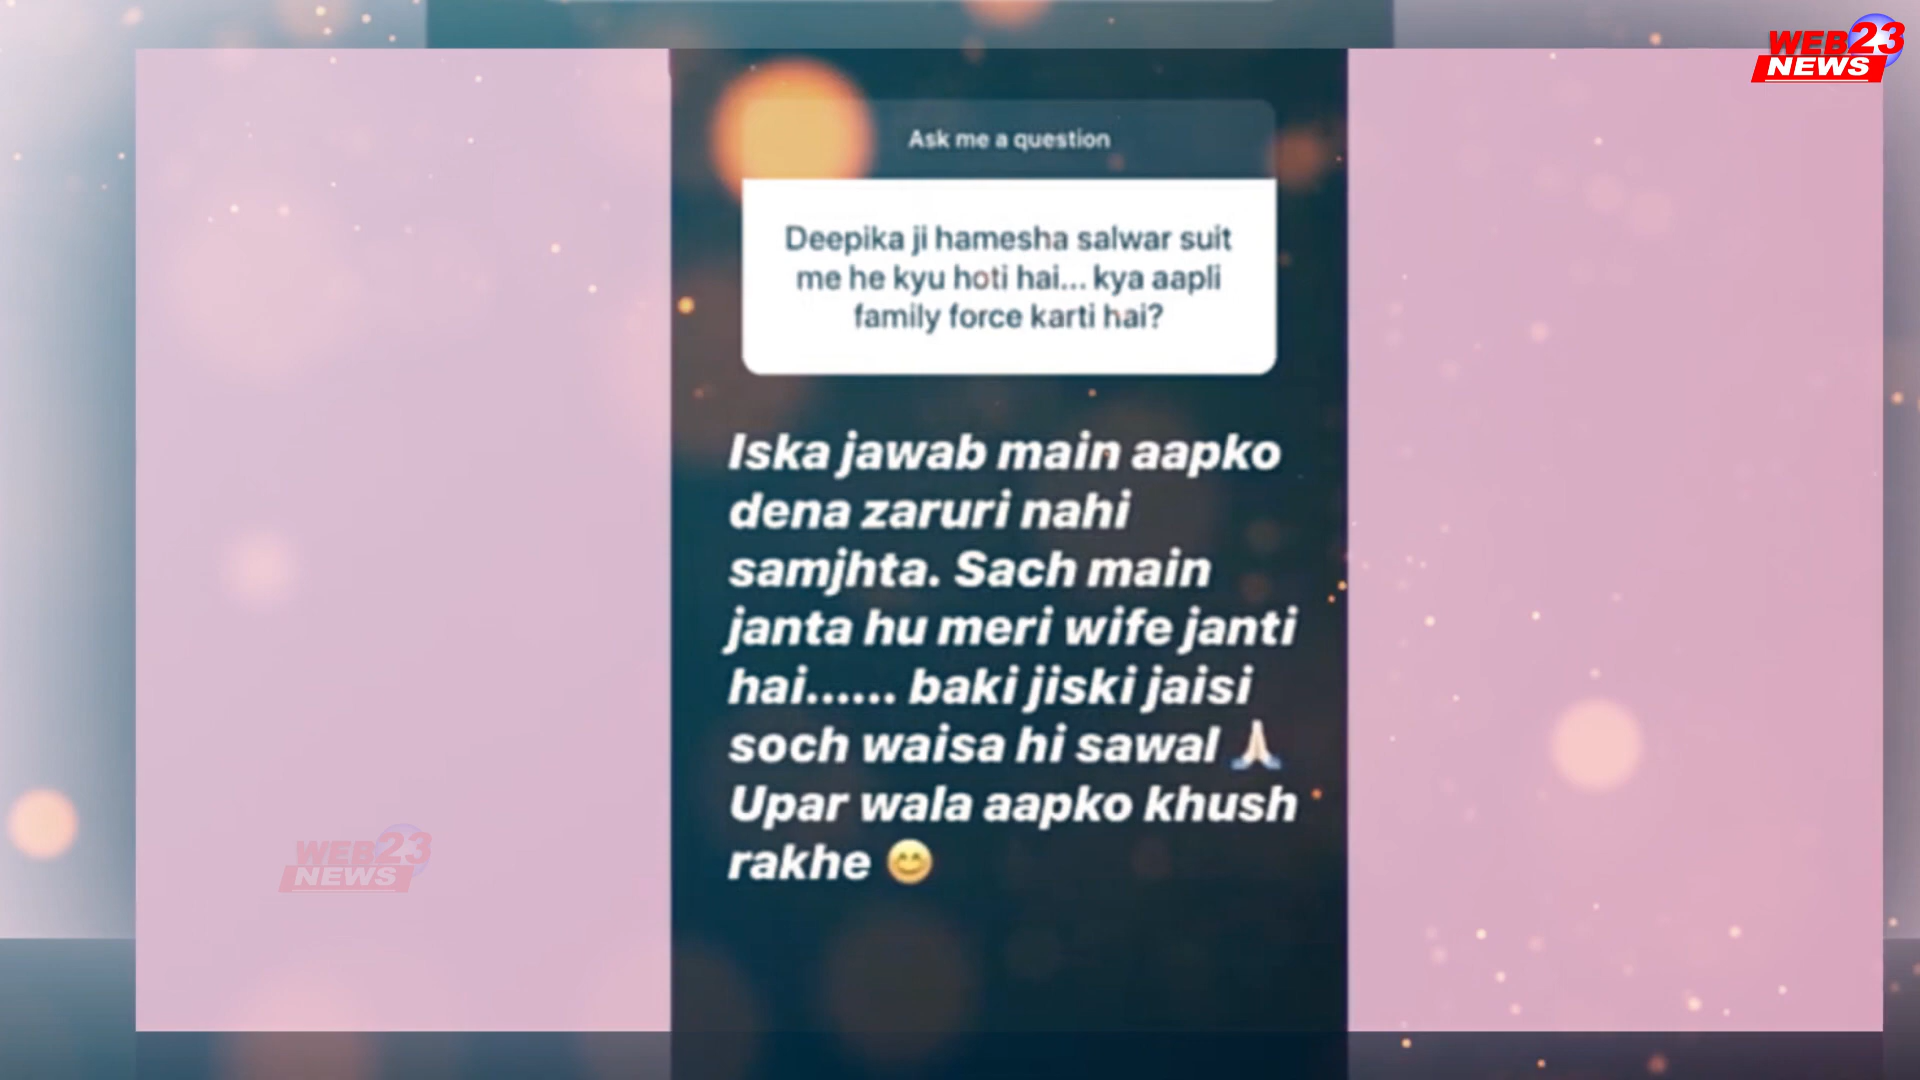 WEB23
NEWS
Ask me a question
Deepika ji hamesha salwar suit
me he kyu hoti hai... kya aapli
family force karti hai?
Iska jawab main aapko
dena zaruri nahi
samjhta. Sach main
janta hu meri wife janti
hai...... baki jiski jaisi
soch waisa hi sawal 🙏🏻
Upar wala aapko khush
rakhe 😊
WEB23
NEWS